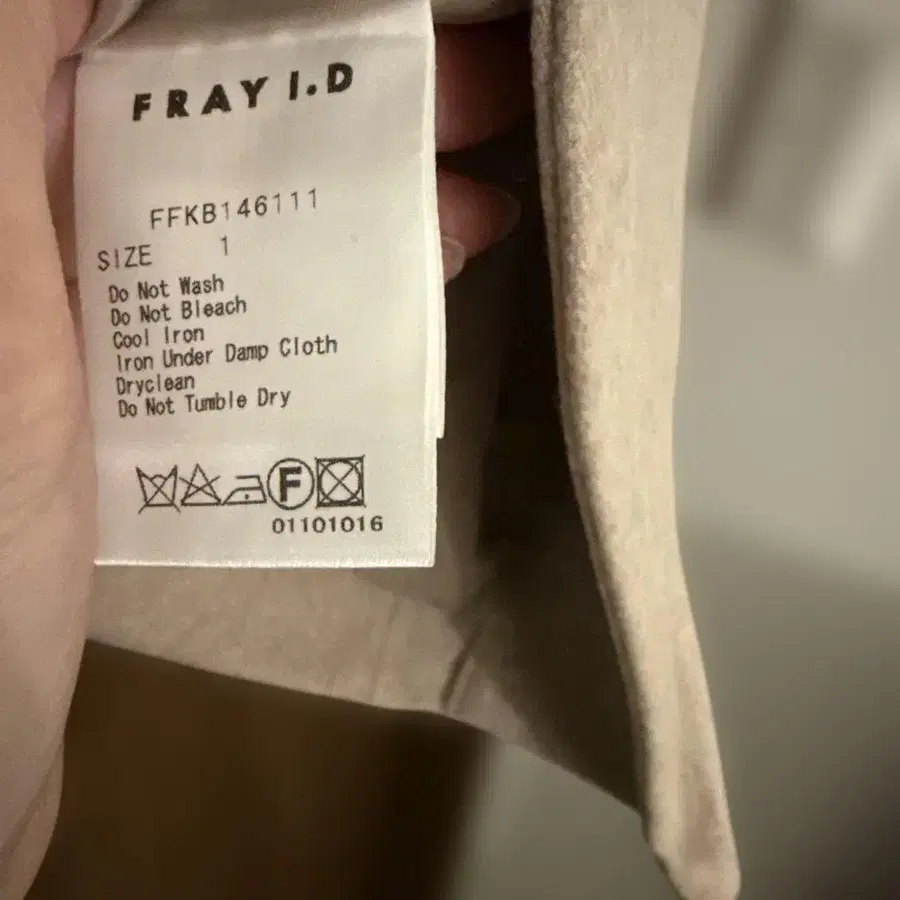 FRAY I.D
FFKB146111
SIZE 1
Do Not Wash
Do Not Bleach
Cool Iron
Iron Under Damp Cloth
Dryclean
Do Not Tumble Dry
F
01101016